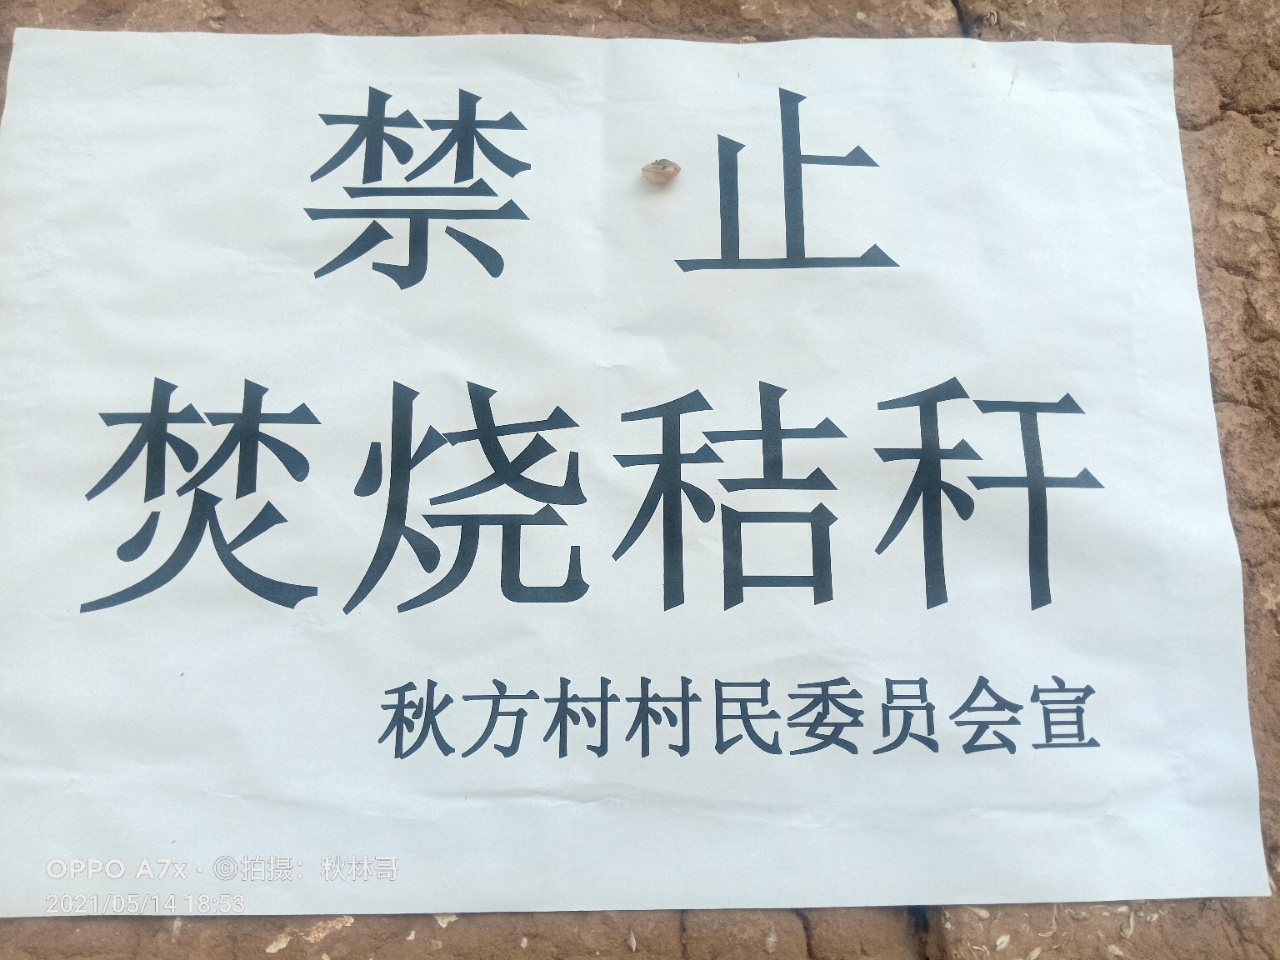 禁止
焚烧秸秆
秋方村村民委员会宣
OPPO A7x · ©拍摄：秋林哥
2021/05/14 18:53